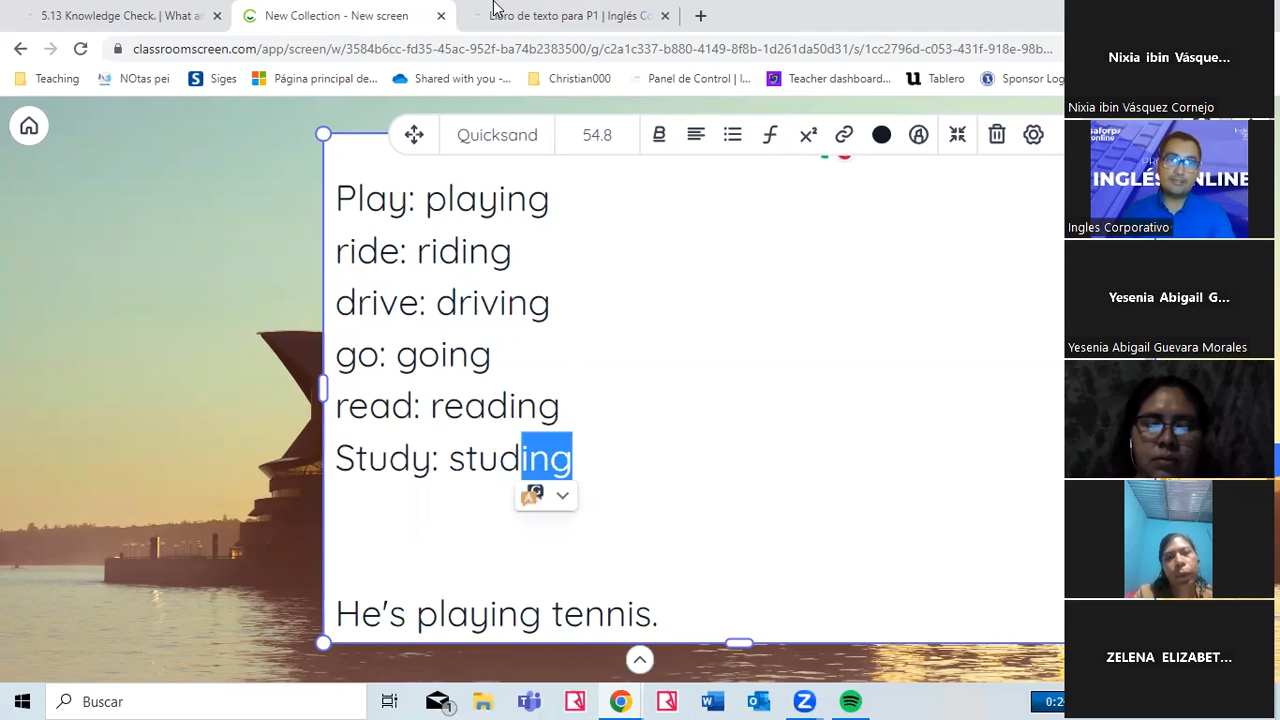 5.13 Knowledge Check. | What a
New Collection - New screen
Libro de texto para P1 | Inglés Co
classroomscreen.com/app/screen/w/3584b6cc-fd35-45ac-952f-ba74b2383500/g/c2a1c337-b880-4149-8f6b-1d261da50d31/s/1cc2796d-c053-431f-918e-98b...
Teaching
NOtas pei
Siges
Página principal de...
Shared with you -...
Christian000
Panel de Control | I...
Teacher dashboard...
Tablero
Sponsor Log
Quicksand
54.8
Play: playing
ride: riding
drive: driving
go: going
read: reading
Study: studing
He's playing tennis.
Nixia ibin Vásque...
Nixia ibin Vásquez Cornejo
INGLÉS ONLINE
Ingles Corporativo
Yesenia Abigail G...
Yesenia Abigail Guevara Morales
ZELENA ELIZABET...
Buscar